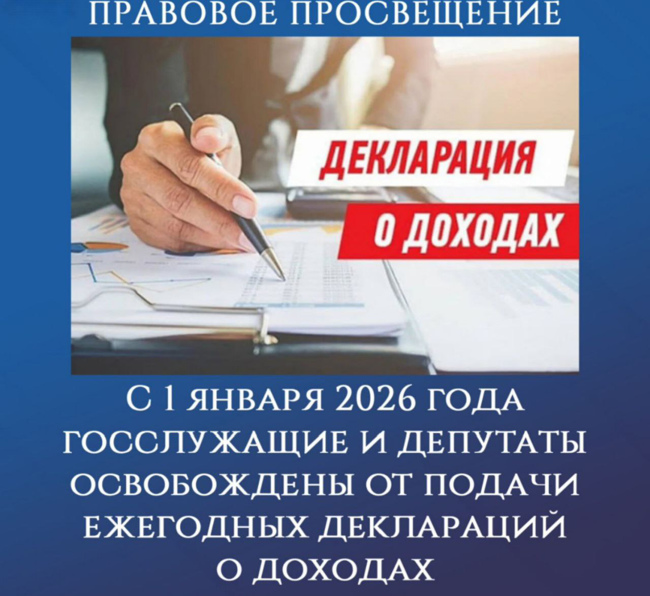 ПРАВОВОЕ ПРОСВЕЩЕНИЕ
ДЕКЛАРАЦИЯ
О ДОХОДАХ
С 1 ЯНВАРЯ 2026 ГОДА
ГОССЛУЖАЩИЕ И ДЕПУТАТЫ
ОСВОБОЖДЕНЫ ОТ ПОДАЧИ
ЕЖЕГОДНЫХ ДЕКЛАРАЦИЙ
О ДОХОДАХ